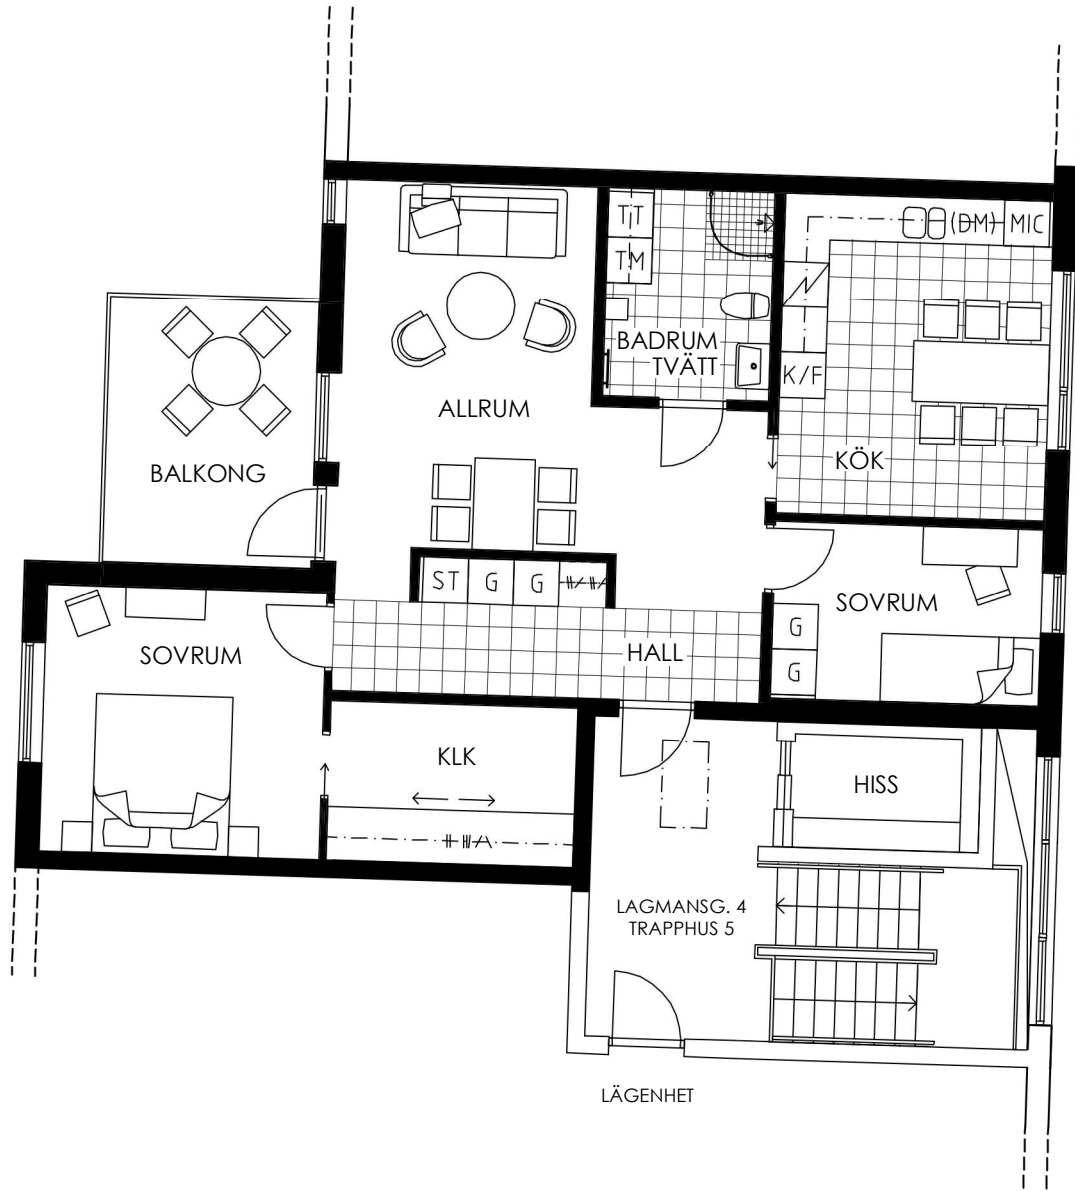 TT
TM
(DM) MIC
BADRUM
TVÄTT
K/F
ALLRUM
KÖK
BALKONG
ST G G
SOVRUM
G
G
HALL
SOVRUM
KLK
HISS
LAGMANSG. 4
TRAPPHUS 5
LÄGENHET